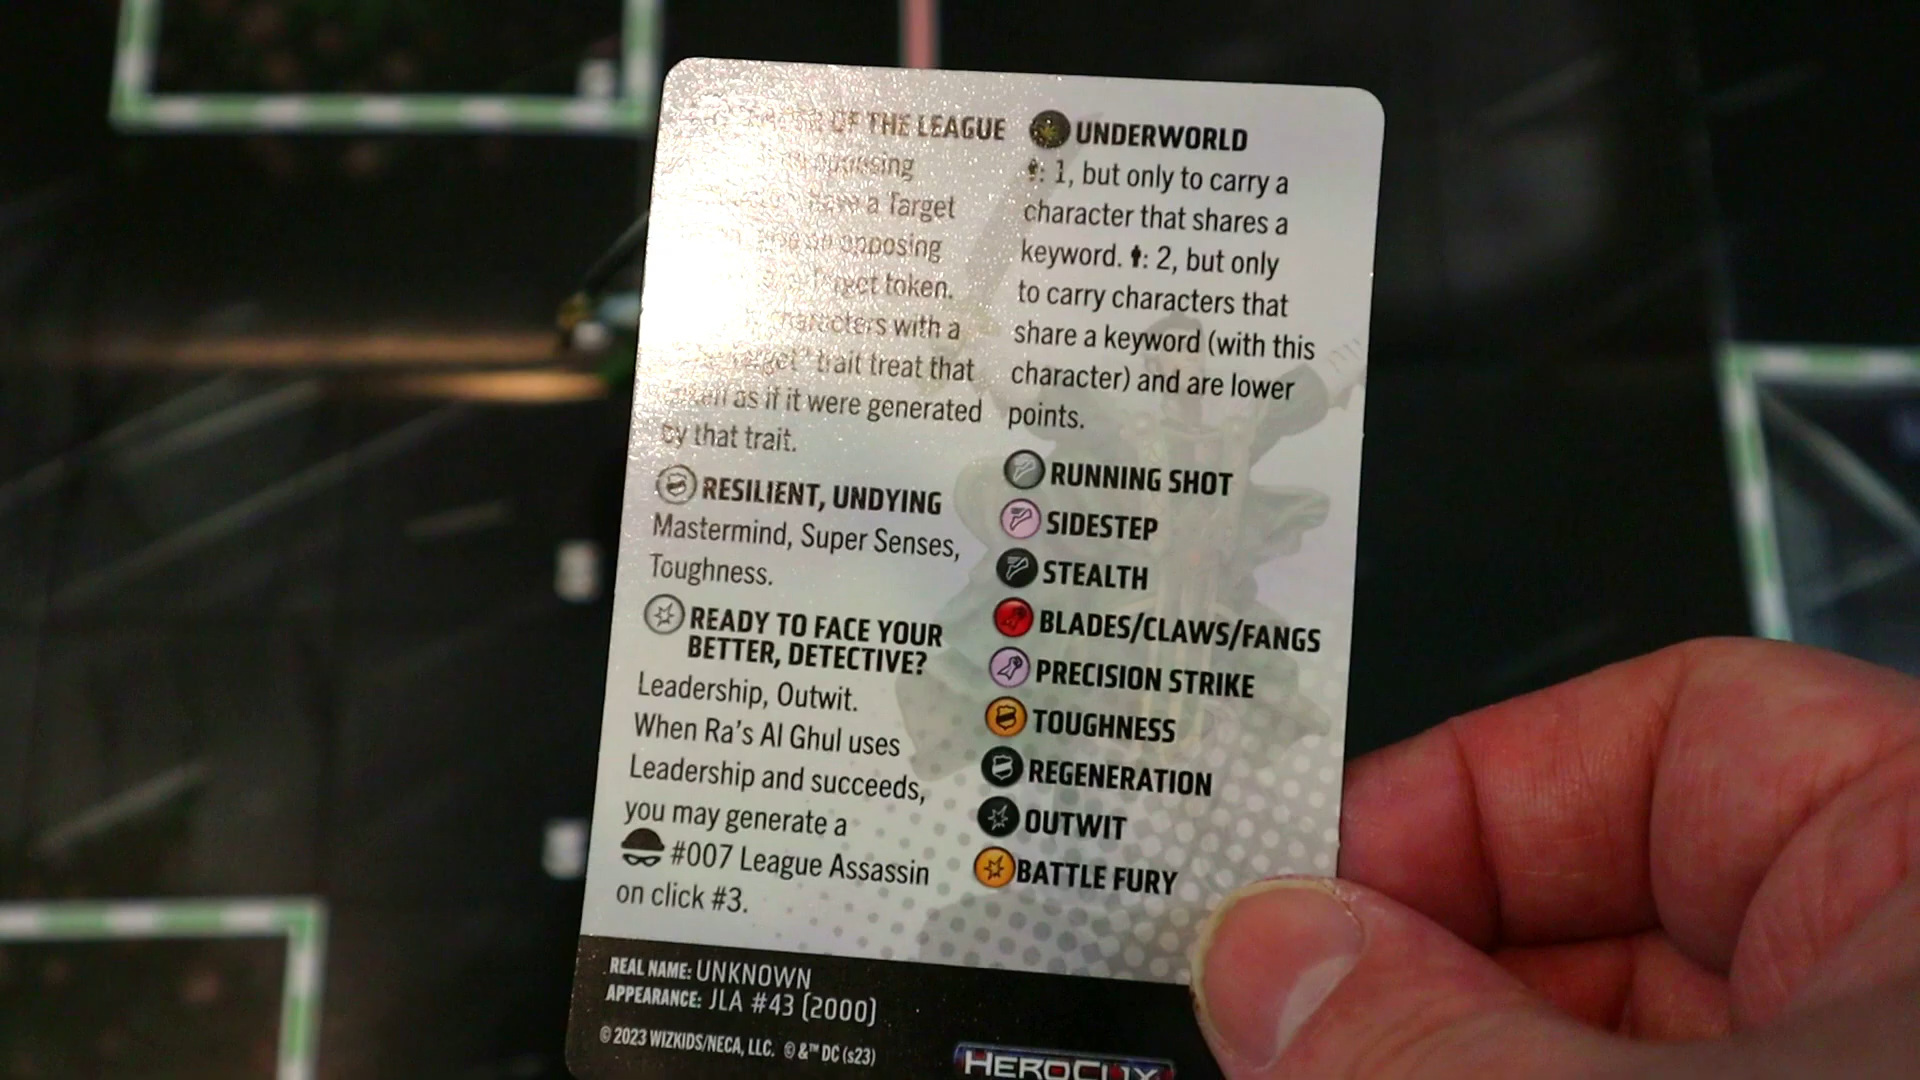 OF THE LEAGUE
opposing
have a Target
an opposing
Target token.
characters with a
trait treat that
as if it were generated
by that trait.
RESILIENT, UNDYING
Mastermind, Super Senses,
Toughness.
READY TO FACE YOUR
BETTER, DETECTIVE?
Leadership, Outwit.
When Ra's Al Ghul uses
Leadership and succeeds,
you may generate a
#007 League Assassin
on click #3.
UNDERWORLD
: 1, but only to carry a
character that shares a
keyword. : 2, but only
to carry characters that
share a keyword (with this
character) and are lower
points.
RUNNING SHOT
SIDESTEP
STEALTH
BLADES/CLAWS/FANGS
PRECISION STRIKE
TOUGHNESS
REGENERATION
OUTWIT
BATTLE FURY
REAL NAME: UNKNOWN
APPEARANCE: JLA #43 (2000)
© 2023 WIZKIDS/NECA, LLC. © &™ DC (s23)
HEROCLIX